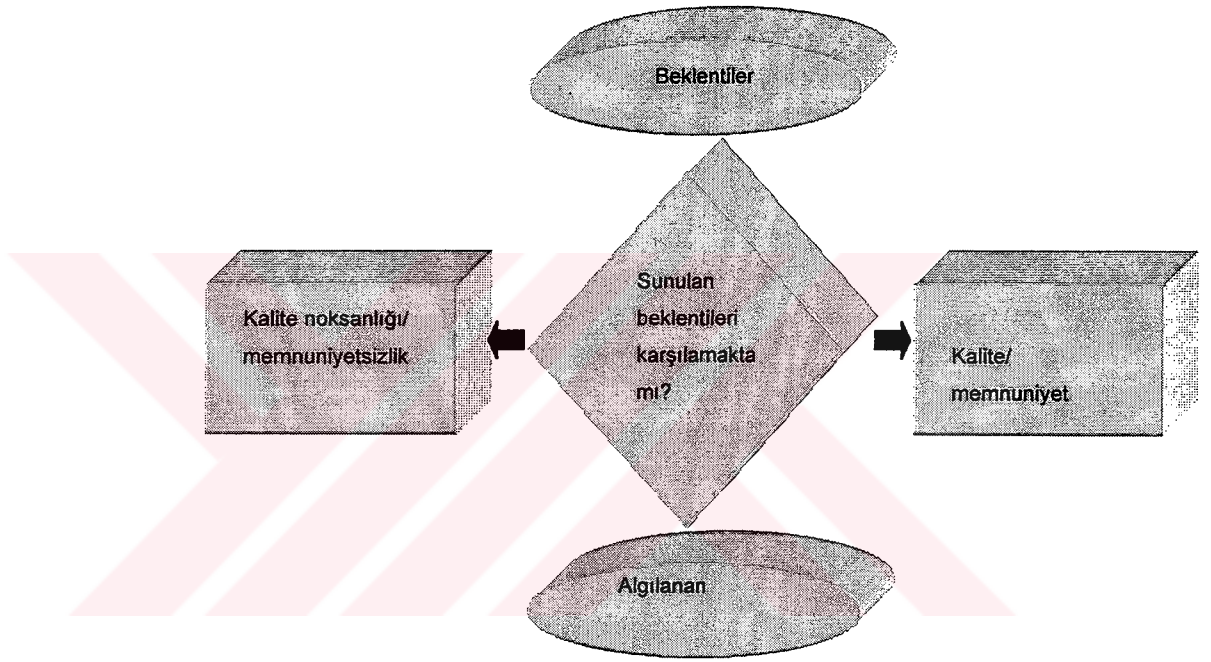 Beklentiler
Kalite noksanlığı/
memnuniyetsizlik
Sunulan
beklentileri
karşılamakta
mı?
Kalite/
memnuniyet
Algılanan